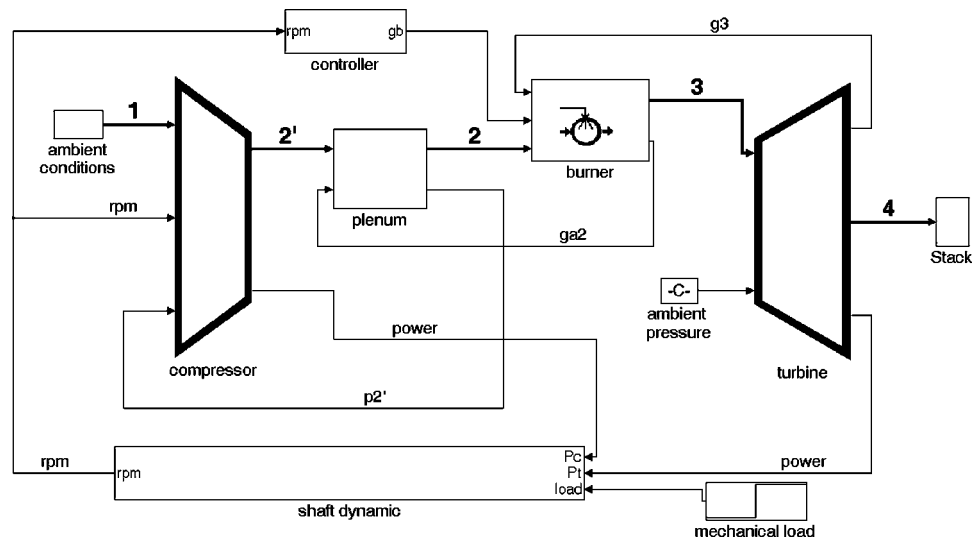 g3
rpm
gb
controller
1
ambient
conditions
2'
2
3
burner
rpm
plenum
ga2
4
Stack
-C-
ambient
pressure
power
compressor
turbine
p2'
rpm
rpm
Pc
Pt
load
power
shaft dynamic
mechanical load